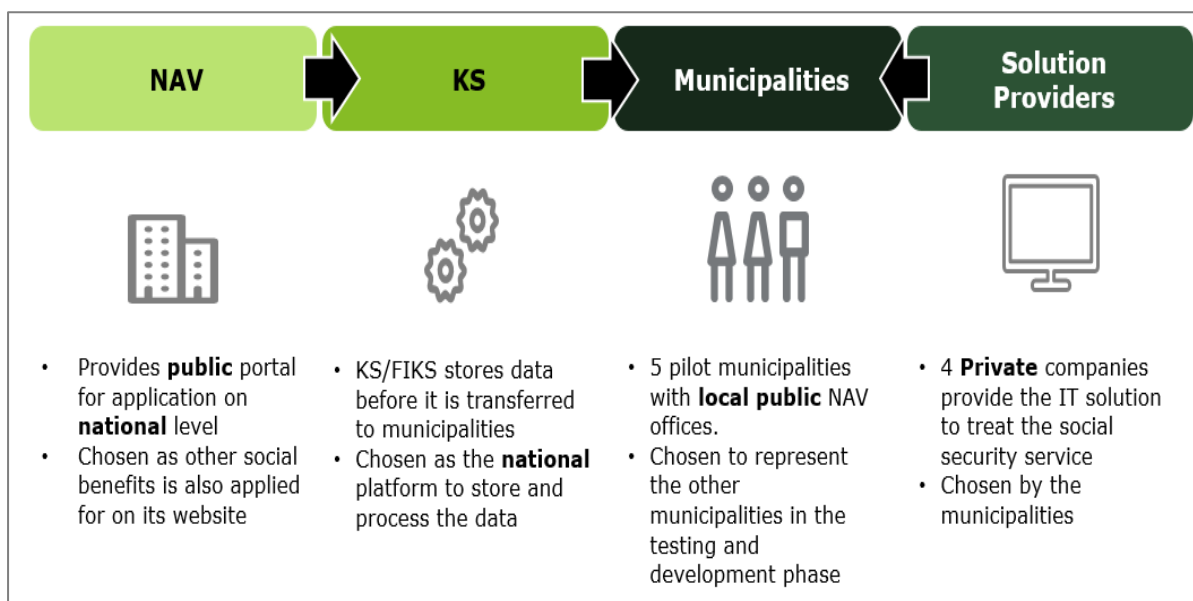 NAV
KS
Municipalities
Solution
Providers
• Provides public portal
for application on
national level
• Chosen as other social
benefits is also applied
for on its website
• KS/FIKS stores data
before it is transferred
to municipalities
• Chosen as the national
platform to store and
process the data
• 5 pilot municipalities
with local public NAV
offices.
• Chosen to represent
the other
municipalities in the
testing and
development phase
• 4 Private companies
provide the IT solution
to treat the social
security service
• Chosen by the
municipalities